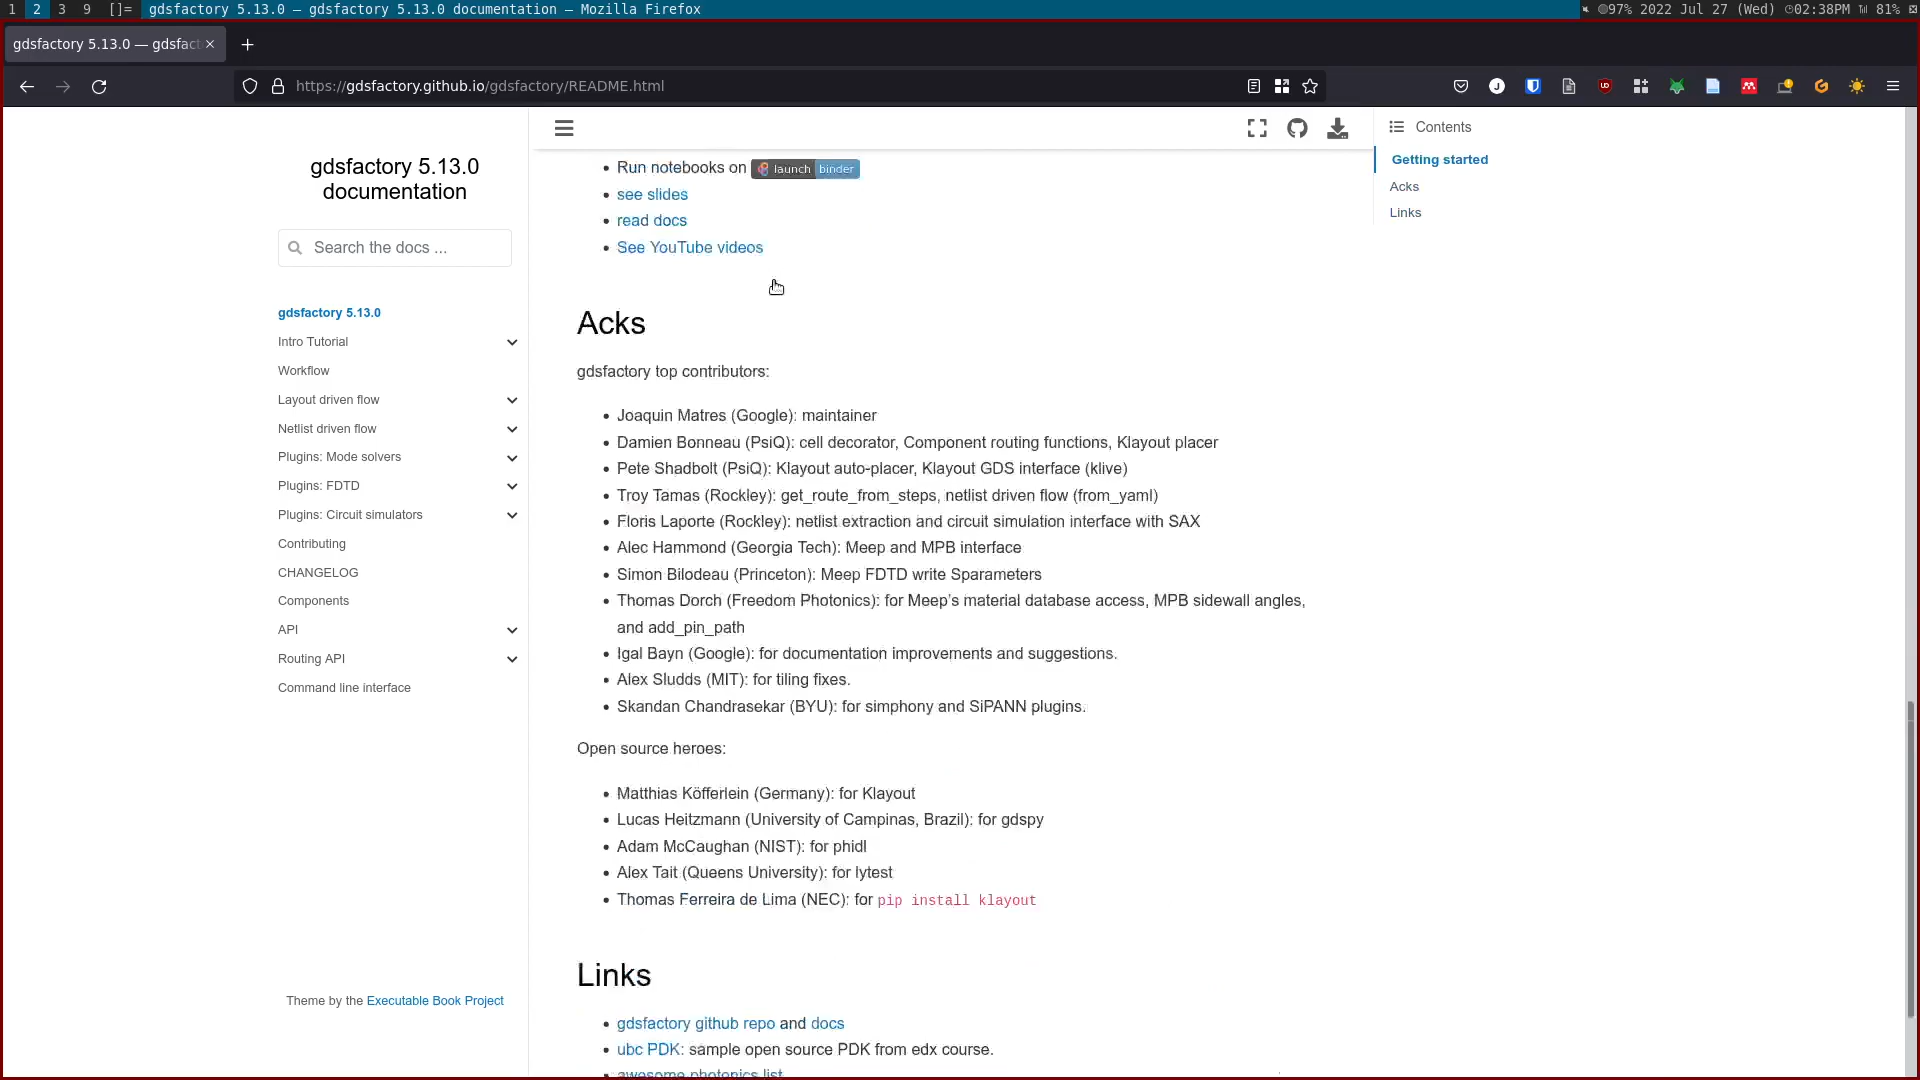 1 2 3 9 []= gdsfactory 5.13.0 — gdsfactory 5.13.0 documentation — Mozilla Firefox 97% 2022 Jul 27 (Wed) 02:38PM 81%
gdsfactory 5.13.0 — gdsfact
https://gdsfactory.github.io/gdsfactory/README.html
gdsfactory 5.13.0
documentation
Search the docs ...
gdsfactory 5.13.0
Intro Tutorial
Workflow
Layout driven flow
Netlist driven flow
Plugins: Mode solvers
Plugins: FDTD
Plugins: Circuit simulators
Contributing
CHANGELOG
Components
API
Routing API
Command line interface
Theme by the Executable Book Project
• Run notebooks on launch binder
• see slides
• read docs
• See YouTube videos
Acks
gdsfactory top contributors:
• Joaquin Matres (Google): maintainer
• Damien Bonneau (PsiQ): cell decorator, Component routing functions, Klayout placer
• Pete Shadbolt (PsiQ): Klayout auto-placer, Klayout GDS interface (klive)
• Troy Tamas (Rockley): get_route_from_steps, netlist driven flow (from_yaml)
• Floris Laporte (Rockley): netlist extraction and circuit simulation interface with SAX
• Alec Hammond (Georgia Tech): Meep and MPB interface
• Simon Bilodeau (Princeton): Meep FDTD write Sparameters
• Thomas Dorch (Freedom Photonics): for Meep’s material database access, MPB sidewall angles,
and add_pin_path
• Igal Bayn (Google): for documentation improvements and suggestions.
• Alex Sludds (MIT): for tiling fixes.
• Skandan Chandrasekar (BYU): for simphony and SiPANN plugins.
Open source heroes:
• Matthias Köfferlein (Germany): for Klayout
• Lucas Heitzmann (University of Campinas, Brazil): for gdspy
• Adam McCaughan (NIST): for phidl
• Alex Tait (Queens University): for lytest
• Thomas Ferreira de Lima (NEC): for pip install klayout
Links
• gdsfactory github repo and docs
• ubc PDK: sample open source PDK from edx course.
• awesome photonics list
Contents
Getting started
Acks
Links